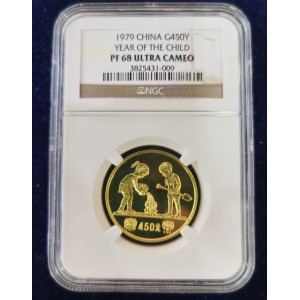 1979 CHINA G450Y
YEAR OF THE CHILD
PF 68 ULTRA CAMEO
3825431-009
NGC
450元